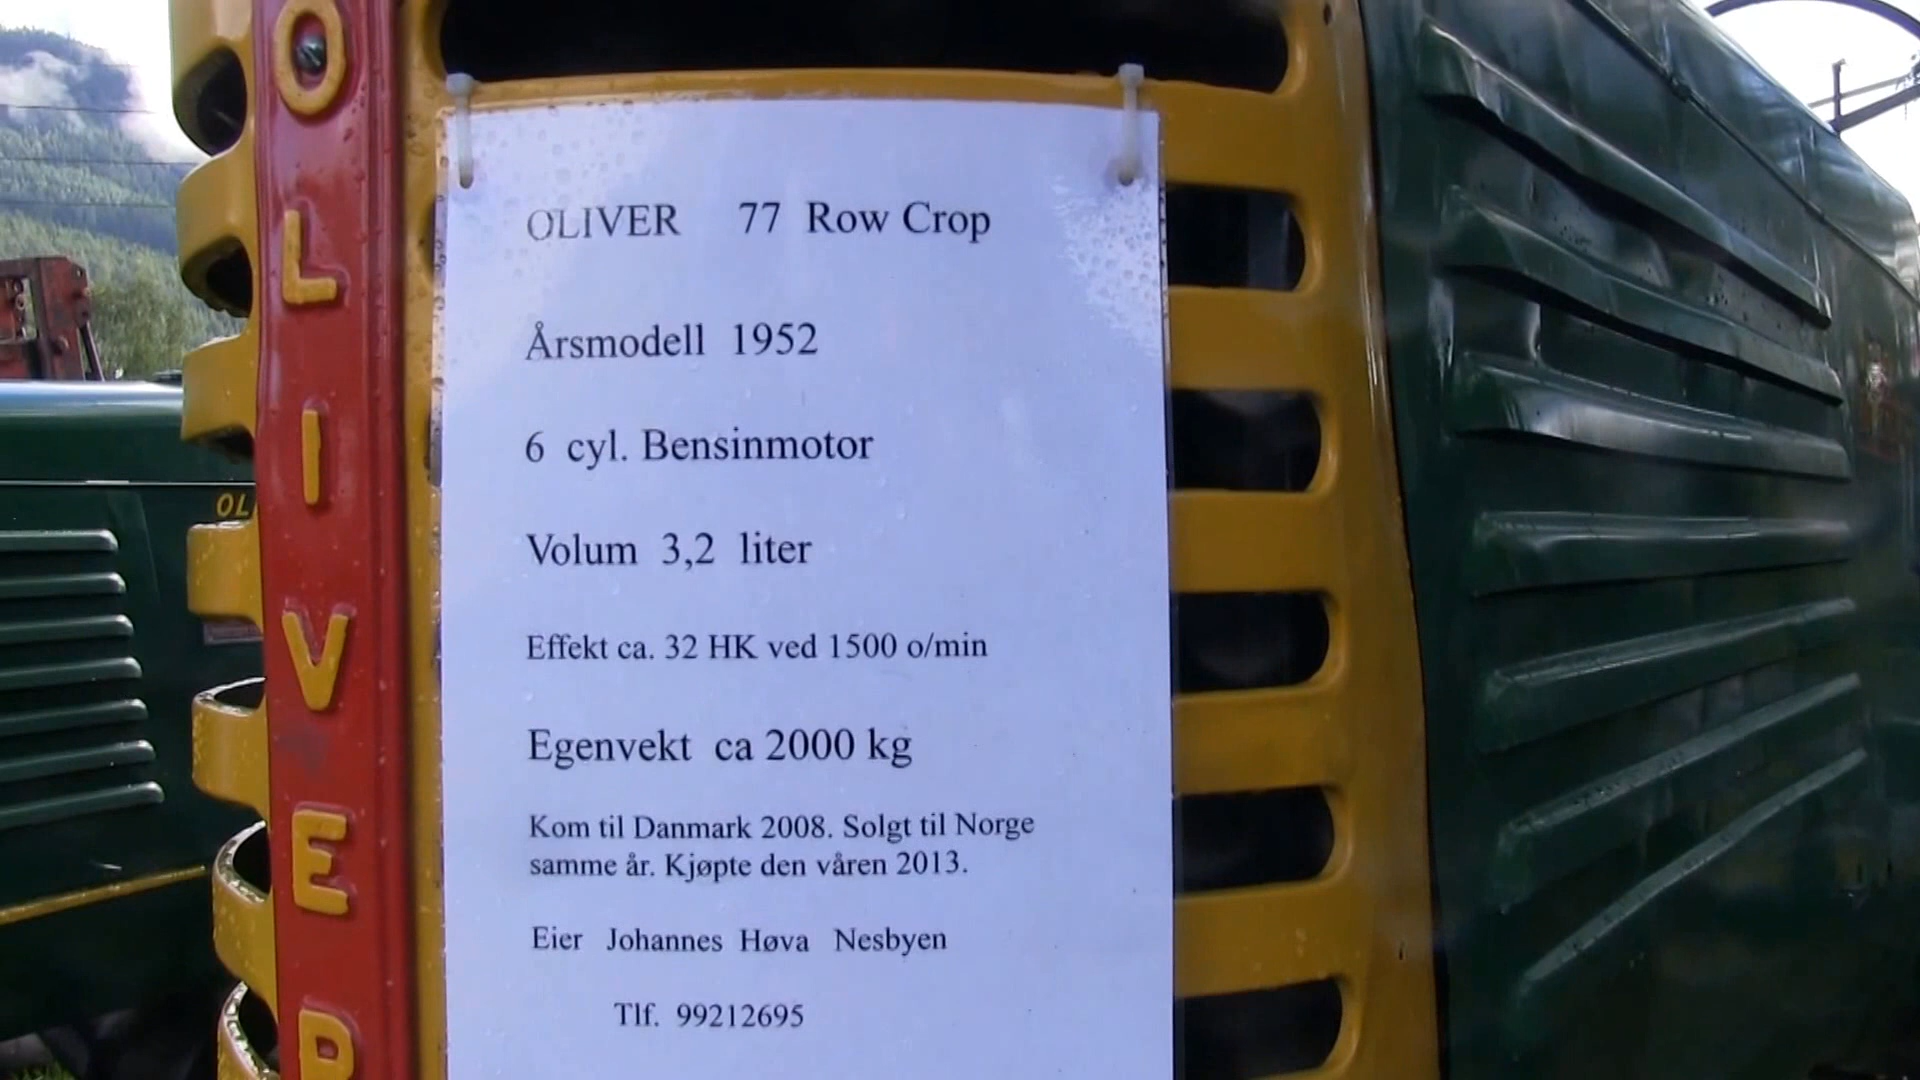 OLIVER
OLIVER 77 Row Crop
Årsmodell 1952
6 cyl. Bensinmotor
Volum 3,2 liter
Effekt ca. 32 HK ved 1500 o/min
Egenvekt ca 2000 kg
Kom til Danmark 2008. Solgt til Norge
samme år. Kjøpte den våren 2013.
Eier Johannes Høva Nesbyen
Tlf. 99212695
OL